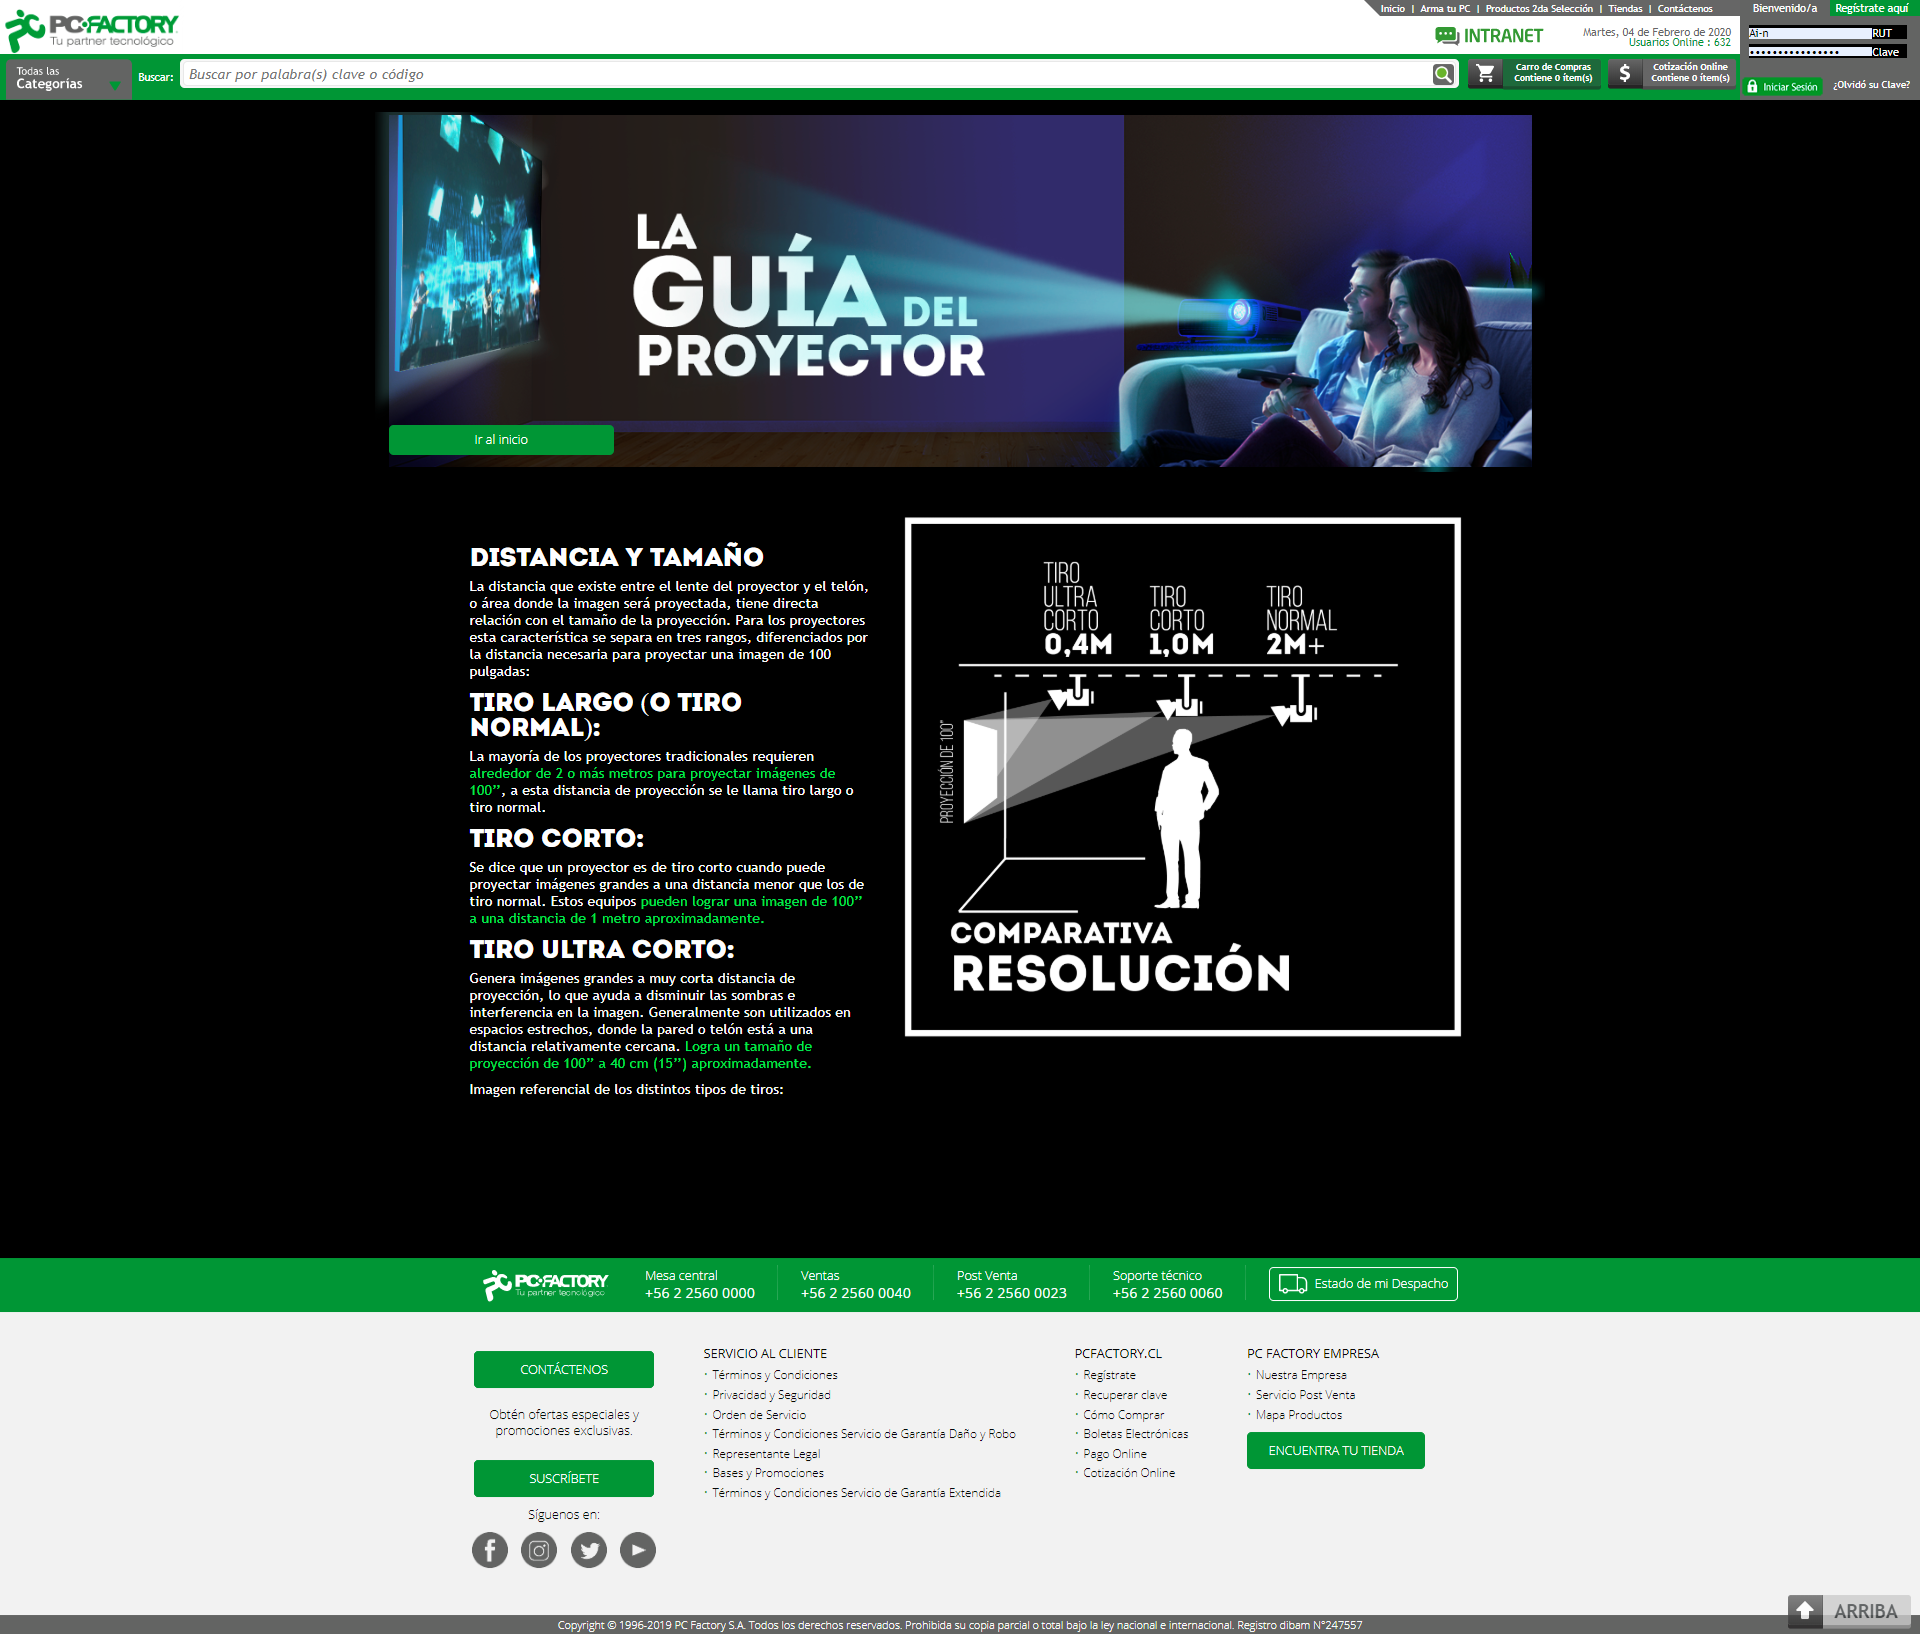 PC FACTORY
Tu partner tecnológico
Inicio | Arma tu PC | Productos 2da Selección | Tiendas | Contáctenos
INTRANET
Martes, 04 de Febrero de 2020
Usuarios Online : 632
Bienvenido/a
Regístrate aquí
Ai-n
RUT
Clave
Iniciar Sesión
¿Olvidó su Clave?
Todas las
Categorías
Buscar:
Buscar por palabra(s) clave o código
Carro de Compras
Contiene 0 ítem(s)
$
Cotización Online
Contiene 0 ítem(s)
LA
GUÍA DEL
PROYECTOR
Ir al inicio
DISTANCIA Y TAMAÑO
La distancia que existe entre el lente del proyector y el telón,
o área donde la imagen será proyectada, tiene directa
relación con el tamaño de la proyección. Para los proyectores
esta característica se separa en tres rangos, diferenciados por
la distancia necesaria para proyectar una imagen de 100
pulgadas:
TIRO LARGO (O TIRO
NORMAL):
La mayoría de los proyectores tradicionales requieren
alrededor de 2 o más metros para proyectar imágenes de
100”, a esta distancia de proyección se le llama tiro largo o
tiro normal.
TIRO CORTO:
Se dice que un proyector es de tiro corto cuando puede
proyectar imágenes grandes a una distancia menor que los de
tiro normal. Estos equipos pueden lograr una imagen de 100”
a una distancia de 1 metro aproximadamente.
TIRO ULTRA CORTO:
Genera imágenes grandes a muy corta distancia de
proyección, lo que ayuda a disminuir las sombras e
interferencia en la imagen. Generalmente son utilizados en
espacios estrechos, donde la pared o telón está a una
distancia relativamente cercana. Logra un tamaño de
proyección de 100” a 40 cm (15”) aproximadamente.
Imagen referencial de los distintos tipos de tiros:
TIRO
ULTRA
CORTO
0,4M
TIRO
CORTO
1,0M
TIRO
NORMAL
2M+
PROYECCIÓN DE 100"
COMPARATIVA
RESOLUCIÓN
PC FACTORY
Tu partner tecnológico
Mesa central
+56 2 2560 0000
Ventas
+56 2 2560 0040
Post Venta
+56 2 2560 0023
Soporte técnico
+56 2 2560 0060
Estado de mi Despacho
CONTÁCTENOS
Obtén ofertas especiales y
promociones exclusivas.
SUSCRÍBETE
Síguenos en:
SERVICIO AL CLIENTE
· Términos y Condiciones
· Privacidad y Seguridad
· Orden de Servicio
· Términos y Condiciones Servicio de Garantía Daño y Robo
· Representante Legal
· Bases y Promociones
· Términos y Condiciones Servicio de Garantía Extendida
PCFACTORY.CL
· Regístrate
· Recuperar clave
· Cómo Comprar
· Boletas Electrónicas
· Pago Online
· Cotización Online
PC FACTORY EMPRESA
· Nuestra Empresa
· Servicio Post Venta
· Mapa Productos
ENCUENTRA TU TIENDA
ARRIBA
Copyright © 1996-2019 PC Factory S.A. Todos los derechos reservados. Prohibida su copia parcial o total bajo la ley nacional e internacional. Registro dibam N°247557